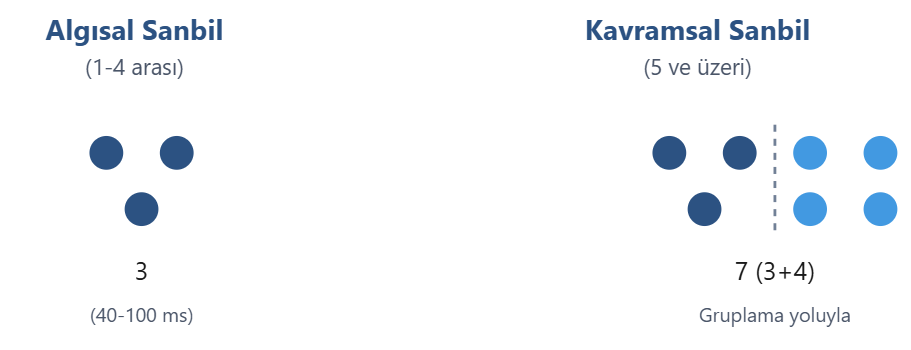 Algısal Sanbil
(1-4 arası)
3
(40-100 ms)
Kavramsal Sanbil
(5 ve üzeri)
7 (3+4)
Gruplama yoluyla